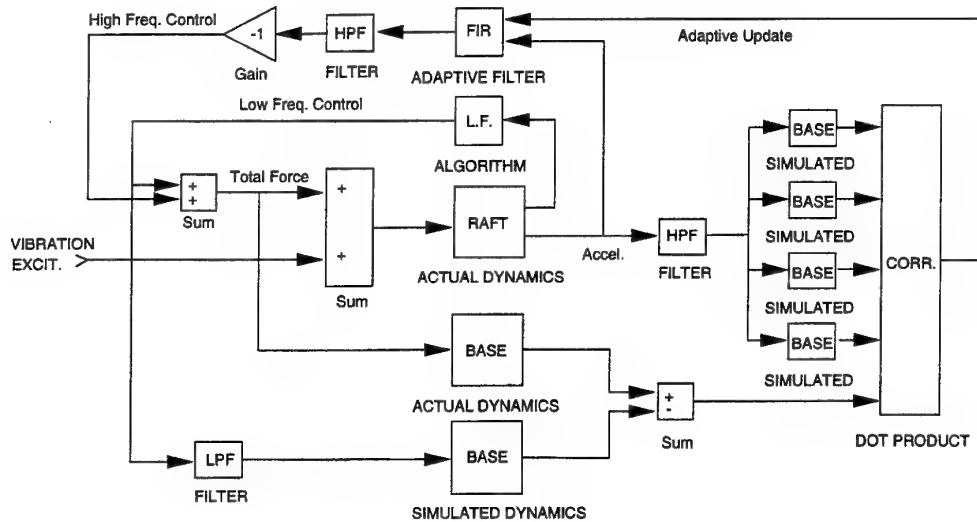 High Freq. Control
-1
Gain
HPF
FILTER
FIR
ADAPTIVE FILTER
Adaptive Update
Low Freq. Control
L.F.
ALGORITHM
+
+
Sum
Total Force
+
+
Sum
RAFT
ACTUAL DYNAMICS
Accel.
HPF
FILTER
VIBRATION
EXCIT.
BASE
SIMULATED
BASE
SIMULATED
BASE
SIMULATED
BASE
SIMULATED
CORR.
DOT PRODUCT
BASE
ACTUAL DYNAMICS
+
-
Sum
LPF
FILTER
BASE
SIMULATED DYNAMICS